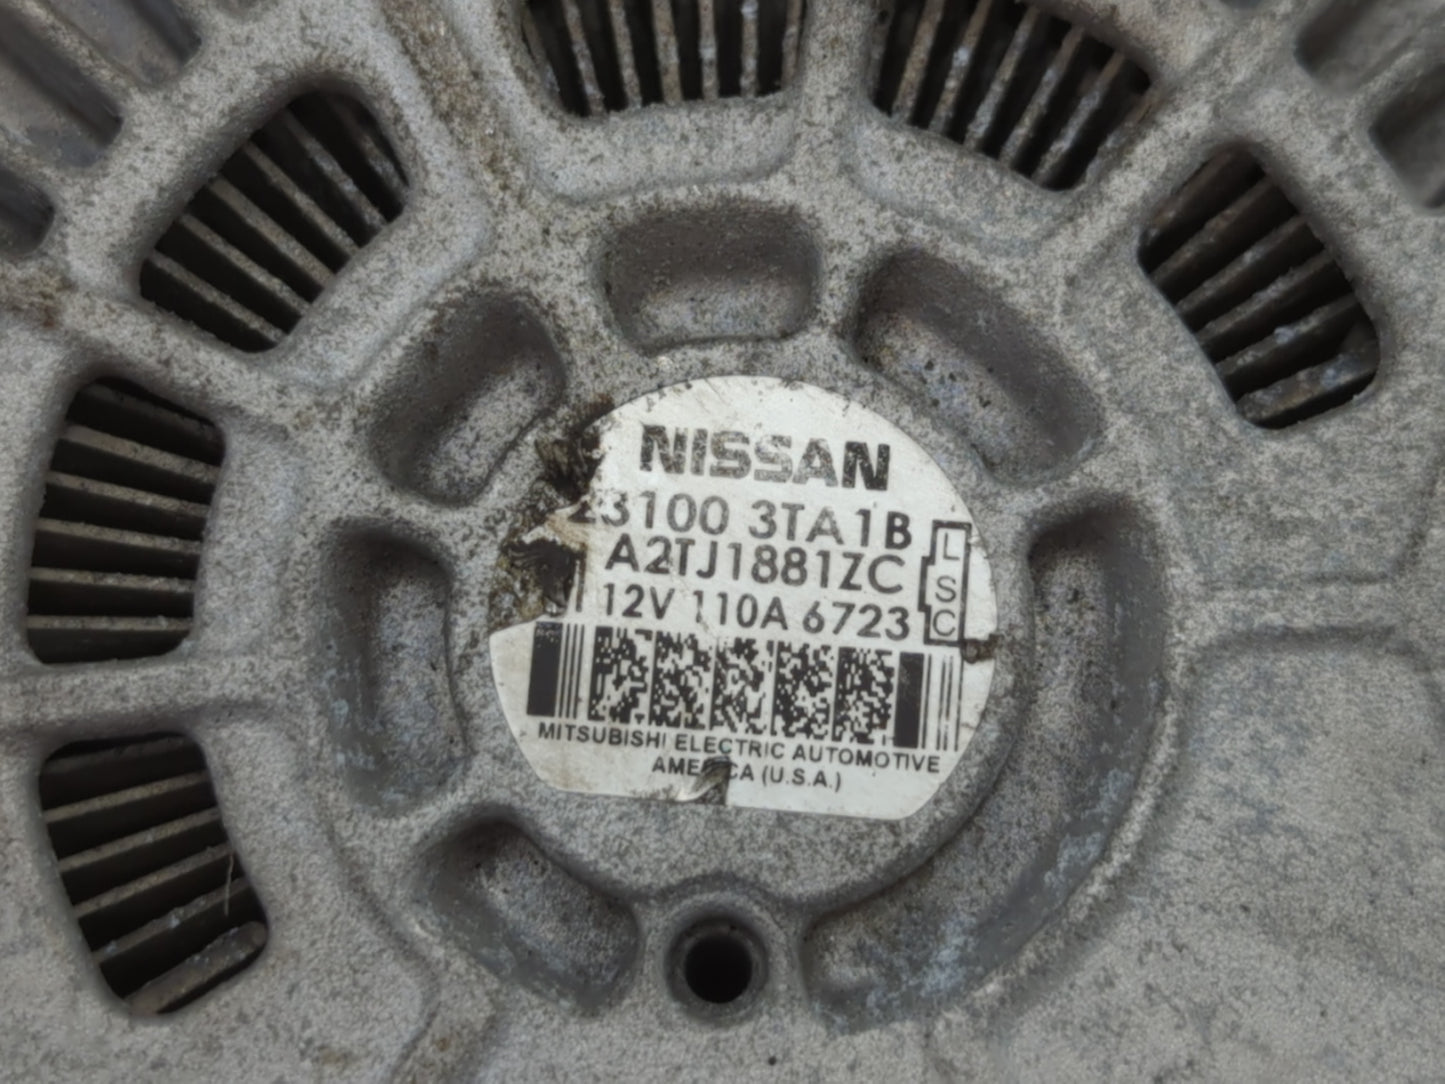 NISSAN
23100 3TA1B
A2TJ1881ZC
12V 110A 6723
L
S
C
MITSUBISHI ELECTRIC AUTOMOTIVE
AMERICA (U.S.A.)